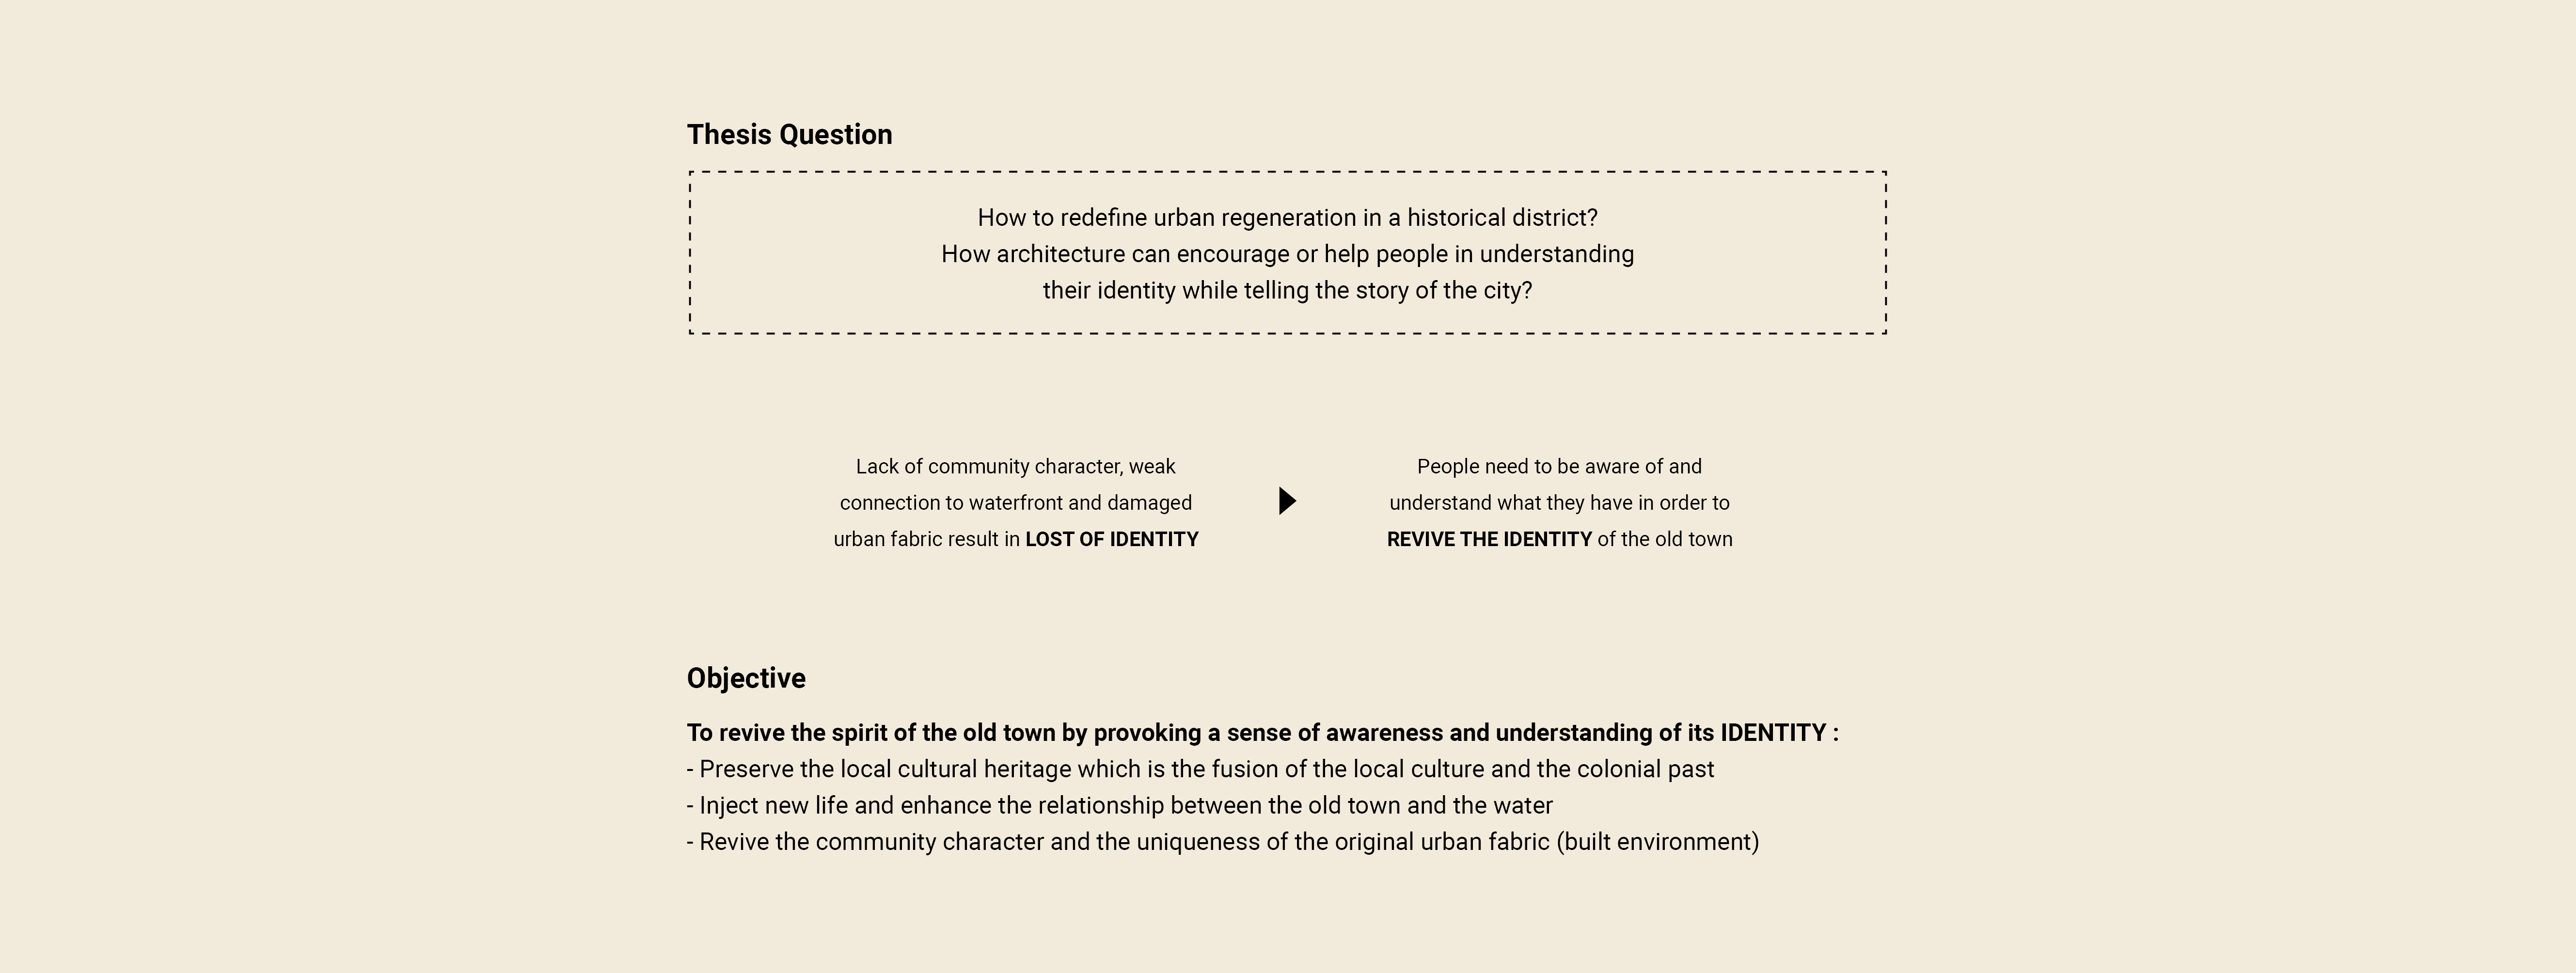 Thesis Question
How to redefine urban regeneration in a historical district?
How architecture can encourage or help people in understanding
their identity while telling the story of the city?
Lack of community character, weak
connection to waterfront and damaged
urban fabric result in LOST OF IDENTITY
People need to be aware of and
understand what they have in order to
REVIVE THE IDENTITY of the old town
Objective
To revive the spirit of the old town by provoking a sense of awareness and understanding of its IDENTITY :
- Preserve the local cultural heritage which is the fusion of the local culture and the colonial past
- Inject new life and enhance the relationship between the old town and the water
- Revive the community character and the uniqueness of the original urban fabric (built environment)